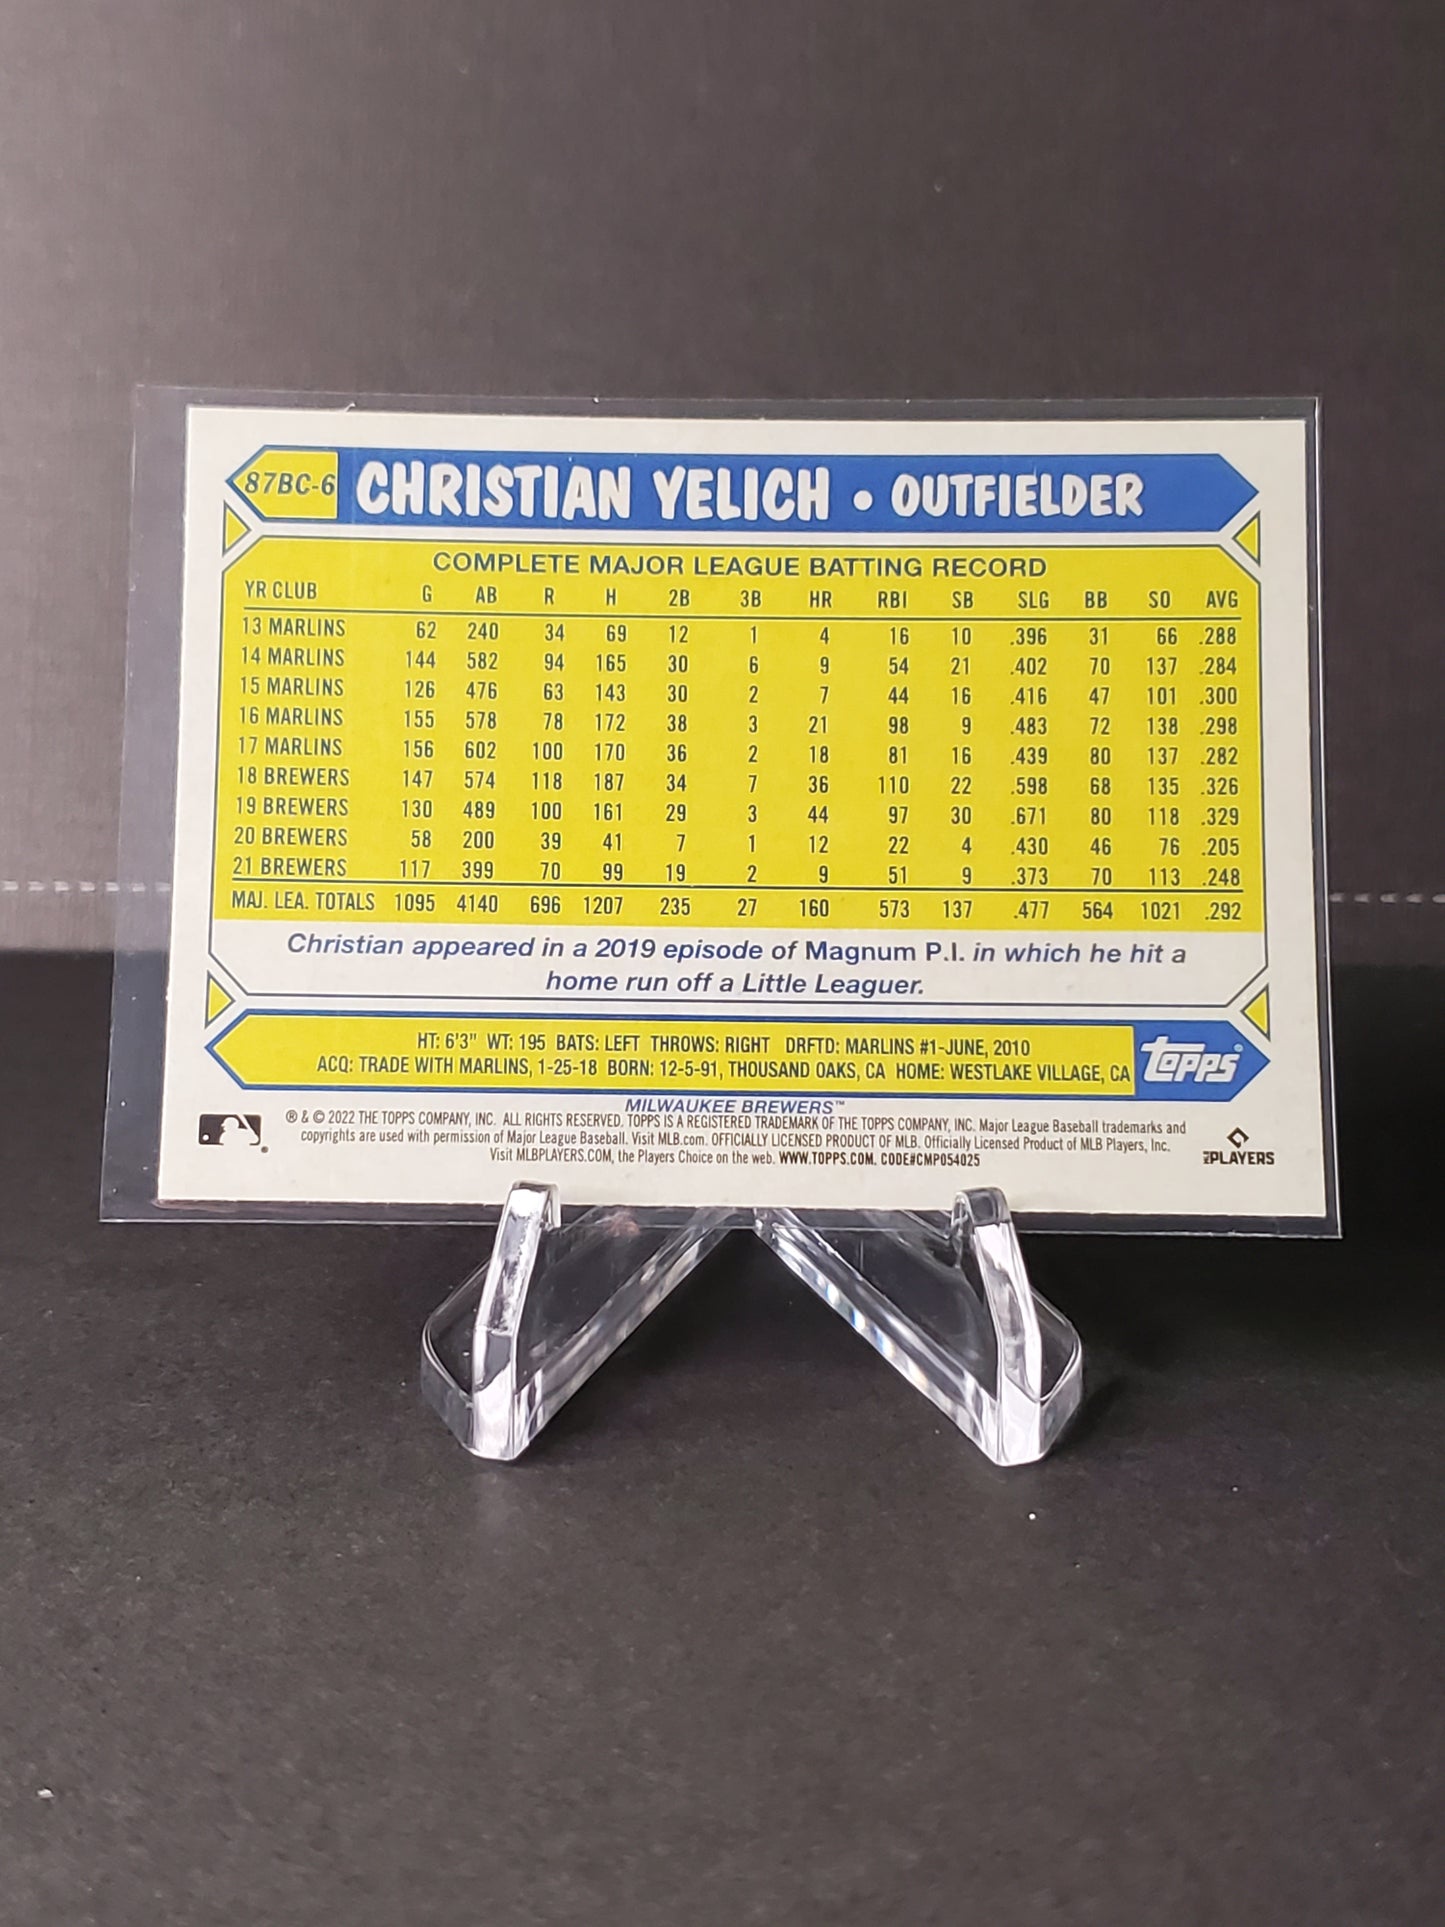 87BC-6 CHRISTIAN YELICH • OUTFIELDER
COMPLETE MAJOR LEAGUE BATTING RECORD
YR CLUB G AB R H 2B 3B HR RBI SB SLG BB SO AVG
13 MARLINS 62 240 34 69 12 1 4 16 10 .396 31 66 .288
14 MARLINS 144 582 94 165 30 6 9 54 21 .402 70 137 .284
15 MARLINS 126 476 63 143 30 2 7 44 16 .416 47 101 .300
16 MARLINS 155 578 78 172 38 3 21 98 9 .483 72 138 .298
17 MARLINS 156 602 100 170 36 2 18 81 16 .439 80 137 .282
18 BREWERS 147 574 118 187 34 7 36 110 22 .598 68 135 .326
19 BREWERS 130 489 100 161 29 3 44 97 30 .671 80 118 .329
20 BREWERS 58 200 39 41 7 1 12 22 4 .430 46 76 .205
21 BREWERS 117 399 70 99 19 2 9 51 9 .373 70 113 .248
MAJ. LEA. TOTALS 1095 4140 696 1207 235 27 160 573 137 .477 564 1021 .292
Christian appeared in a 2019 episode of Magnum P.I. in which he hit a
home run off a Little Leaguer.
HT: 6'3" WT: 195 BATS: LEFT THROWS: RIGHT DRFTD: MARLINS #1-JUNE, 2010
ACQ: TRADE WITH MARLINS, 1-25-18 BORN: 12-5-91, THOUSAND OAKS, CA HOME: WESTLAKE VILLAGE, CA
topps®
MILWAUKEE BREWERS™
® & © 2022 THE TOPPS COMPANY, INC. ALL RIGHTS RESERVED. TOPPS IS A REGISTERED TRADEMARK OF THE TOPPS COMPANY, INC. Major League Baseball trademarks and
copyrights are used with permission of Major League Baseball. Visit MLB.com. OFFICIALLY LICENSED PRODUCT OF MLB. Officially Licensed Product of MLB Players, Inc.
Visit MLBPLAYERS.COM, the Players Choice on the web. WWW.TOPPS.COM. CODE#CMP054025
MLB PLAYERS